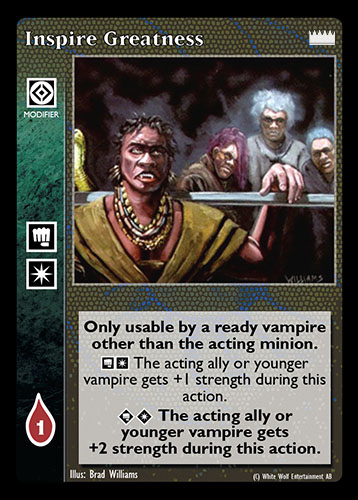 Inspire Greatness
MODIFIER
WILLIAMS
Only usable by a ready vampire
other than the acting minion.
The acting ally or younger
vampire gets +1 strength during this
action.
The acting ally or
younger vampire gets
+2 strength during this action.
1
Illus: Brad Williams
(C) White Wolf Entertainment AB